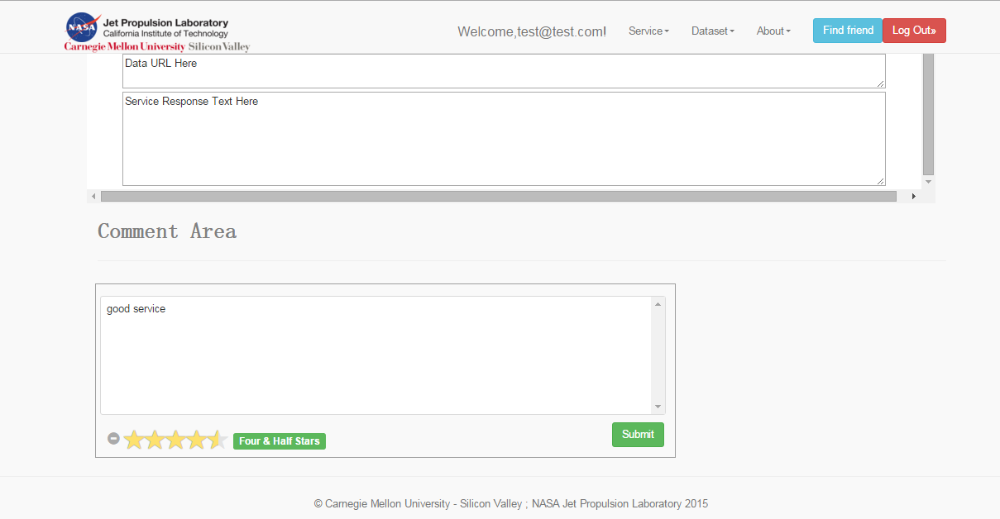 NASA
Jet Propulsion Laboratory
California Institute of Technology
Carnegie Mellon University Silicon Valley
Welcome,test@test.com!
Service
Dataset
About
Find friend
Log Out»
Data URL Here
Service Response Text Here
Comment Area
good service
Four & Half Stars
Submit
© Carnegie Mellon University - Silicon Valley ; NASA Jet Propulsion Laboratory 2015